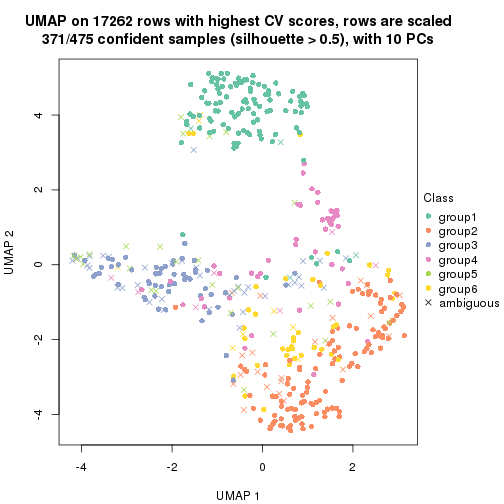 UMAP on 17262 rows with highest CV scores, rows are scaled
371/475 confident samples (silhouette > 0.5), with 10 PCs
4
2
0
-2
-4
UMAP 2
-4
-2
0
2
UMAP 1
Class
group1
group2
group3
group4
group5
group6
ambiguous